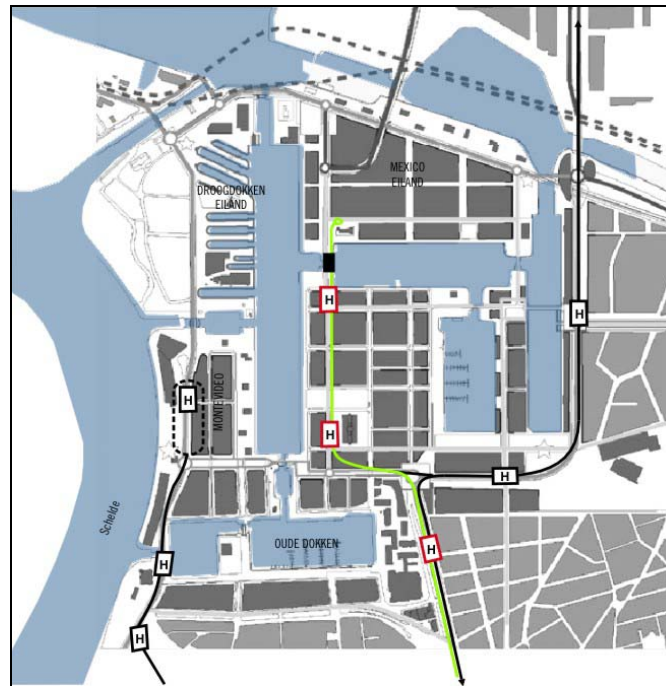 MEXICO
EILAND
DROOGDOKKEN
EILAND
H
H
H
H
MONTEVIDEO
H
H
H
Schelde
OUDE DOKKEN
H
H